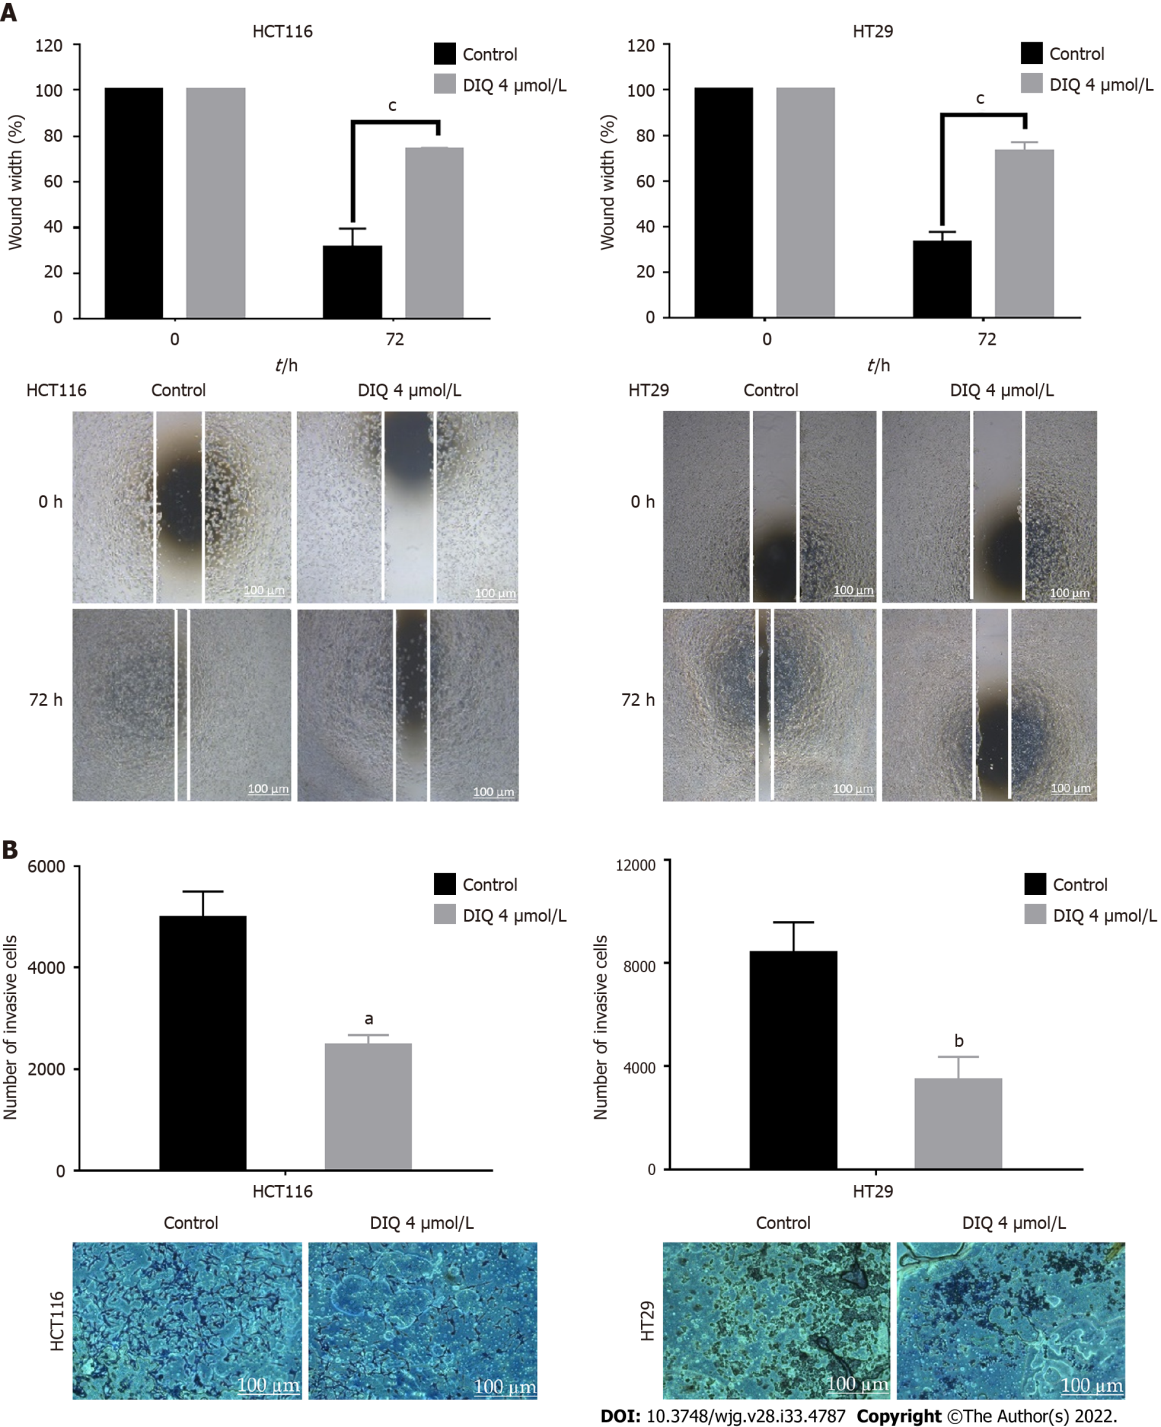 A
HCT116
Control
DIQ 4 µmol/L
Wound width (%)
120
100
80
60
40
20
0
c
0
72
t/h
HT29
Control
DIQ 4 µmol/L
Wound width (%)
120
100
80
60
40
20
0
c
0
72
t/h
HCT116
Control
DIQ 4 µmol/L
0 h
100 µm
100 µm
72 h
100 µm
100 µm
HT29
Control
DIQ 4 µmol/L
0 h
100 µm
100 µm
72 h
100 µm
100 µm
B
Control
DIQ 4 µmol/L
Number of invasive cells
6000
4000
2000
0
a
HCT116
Control
DIQ 4 µmol/L
Number of invasive cells
12000
8000
4000
0
b
HT29
Control
DIQ 4 µmol/L
HCT116
100 µm
100 µm
Control
DIQ 4 µmol/L
HT29
100 µm
100 µm
DOI: 10.3748/wjg.v28.i33.4787 Copyright ©The Author(s) 2022.